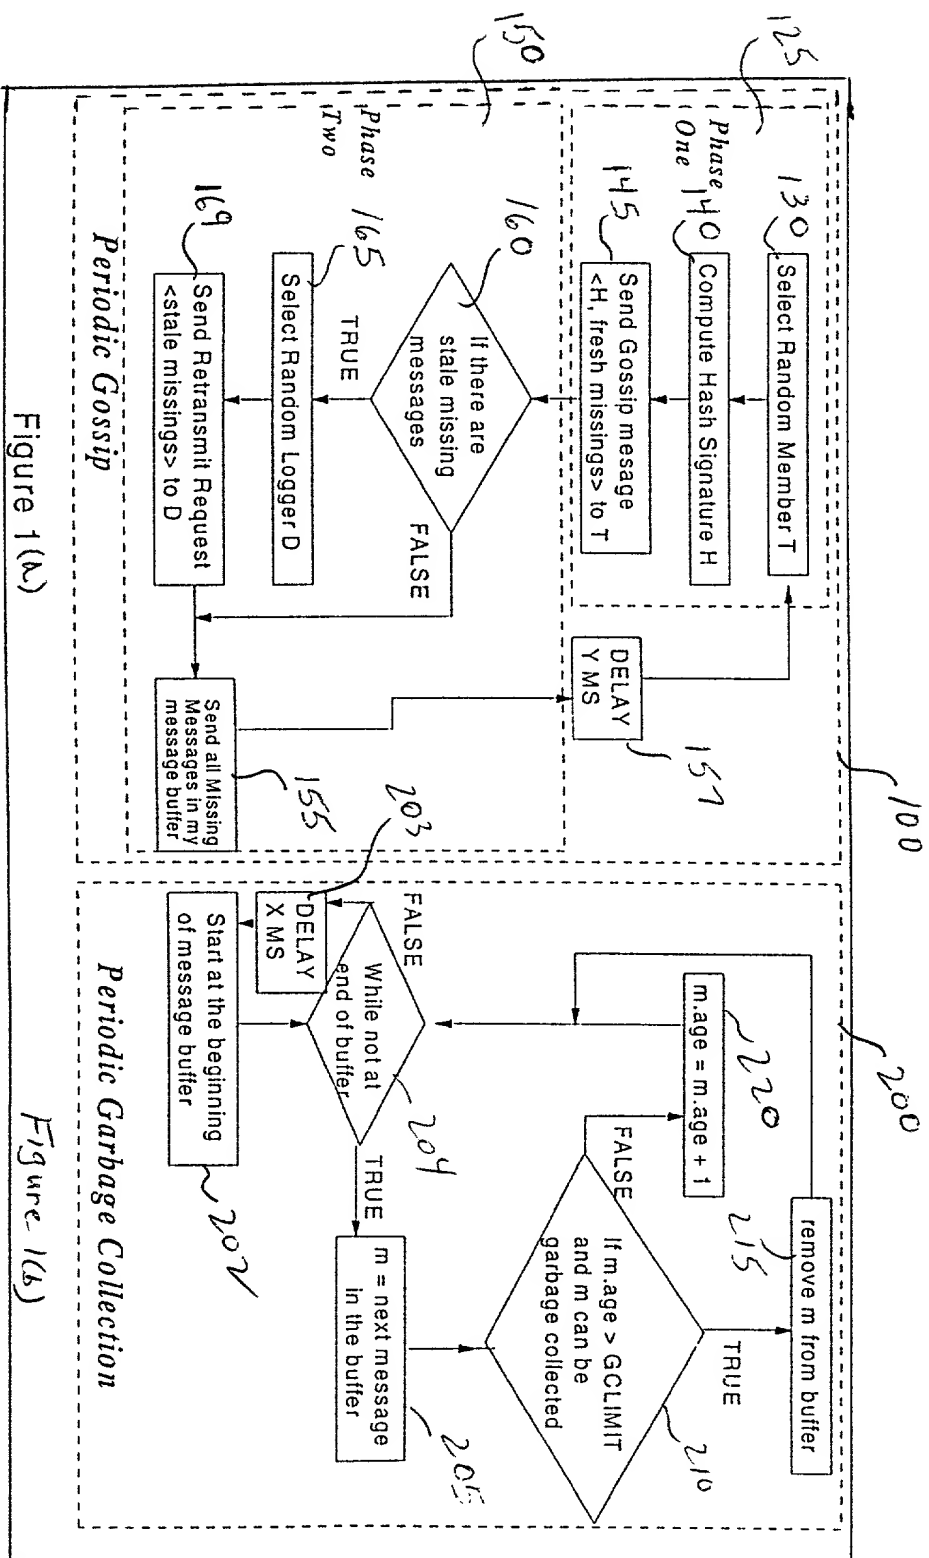 125
Phase
One
130
Select Random Member T
140
Compute Hash Signature H
145
Send Gossip mesage
<H, fresh missings> to T
DELAY
Y MS
157
100
150
Phase
Two
160
If there are
stale missing
messages
TRUE
FALSE
165
Select Random Logger D
169
Send Retransmit Request
<stale missings> to D
155
Send all Missing
Messages in my
message buffer
Periodic Gossip
Figure 1(a)
200
remove m from buffer
215
m.age = m.age + 1
220
TRUE
FALSE
If m.age > GCLIMIT
and m can be
garbage collected
210
FALSE
While not at
end of buffer
204
TRUE
m = next message
in the buffer
205
203
DELAY
X MS
Start at the beginning
of message buffer
202
Periodic Garbage Collection
Figure 1(b)